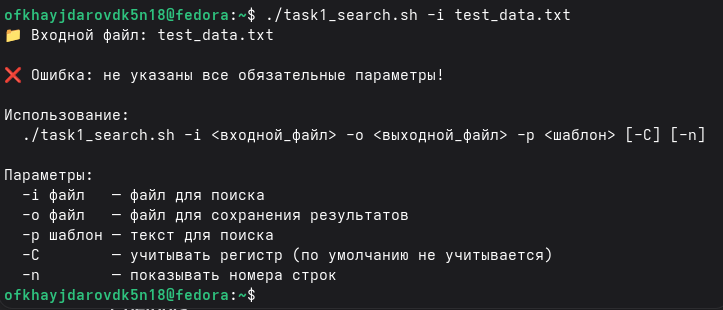 ofkhayjdarovdk5n18@fedora:~$ ./task1_search.sh -i test_data.txt
📁 Входной файл: test_data.txt
❌ Ошибка: не указаны все обязательные параметры!
Использование:
./task1_search.sh -i <входной_файл> -o <выходной_файл> -p <шаблон> [-C] [-n]
Параметры:
-i файл — файл для поиска
-o файл — файл для сохранения результатов
-p шаблон — текст для поиска
-C — учитывать регистр (по умолчанию не учитывается)
-n — показывать номера строк
ofkhayjdarovdk5n18@fedora:~$